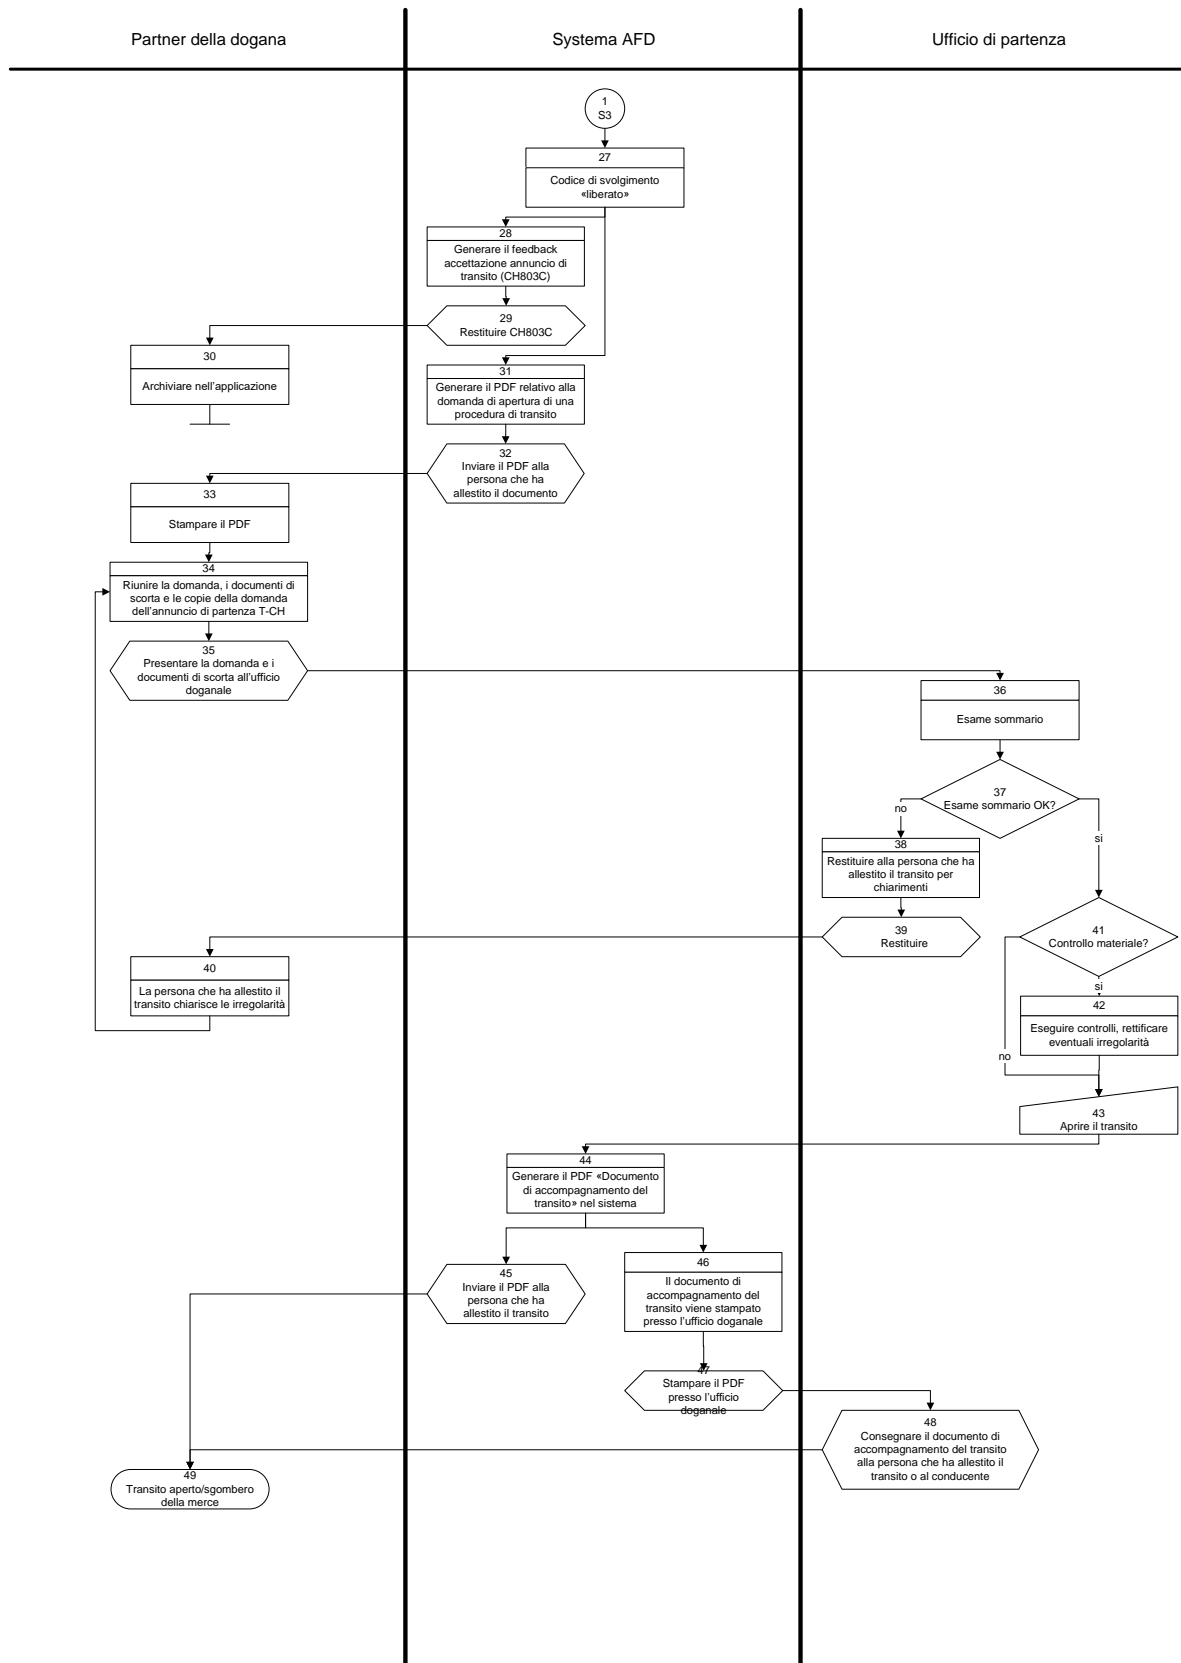 Partner della dogana
Systema AFD
Ufficio di partenza
1
S3
27
Codice di svolgimento
«liberato»
28
Generare il feedback
accettazione annuncio di
transito (CH803C)
29
Restituire CH803C
30
Archiviare nell'applicazione
31
Generare il PDF relativo alla
domanda di apertura di una
procedura di transito
32
Inviare il PDF alla
persona che ha
allestito il documento
33
Stampare il PDF
34
Riunire la domanda, i documenti di
scorta e le copie della domanda
dell'annuncio di partenza T-CH
35
Presentare la domanda e i
documenti di scorta all'ufficio
doganale
36
Esame sommario
37
Esame sommario OK?
no
si
38
Restituire alla persona che ha
allestito il transito per
chiarimenti
39
Restituire
40
La persona che ha allestito il
transito chiarisce le irregolarità
41
Controllo materiale?
si
42
Eseguire controlli, rettificare
eventuali irregolarità
no
43
Aprire il transito
44
Generare il PDF «Documento
di accompagnamento del
transito» nel sistema
45
Inviare il PDF alla
persona che ha
allestito il transito
46
Il documento di
accompagnamento del
transito viene stampato
presso l'ufficio doganale
47
Stampare il PDF
presso l'ufficio
doganale
48
Consegnare il documento di
accompagnamento del transito
alla persona che ha allestito il
transito o al conducente
49
Transito aperto/sgombero
della merce